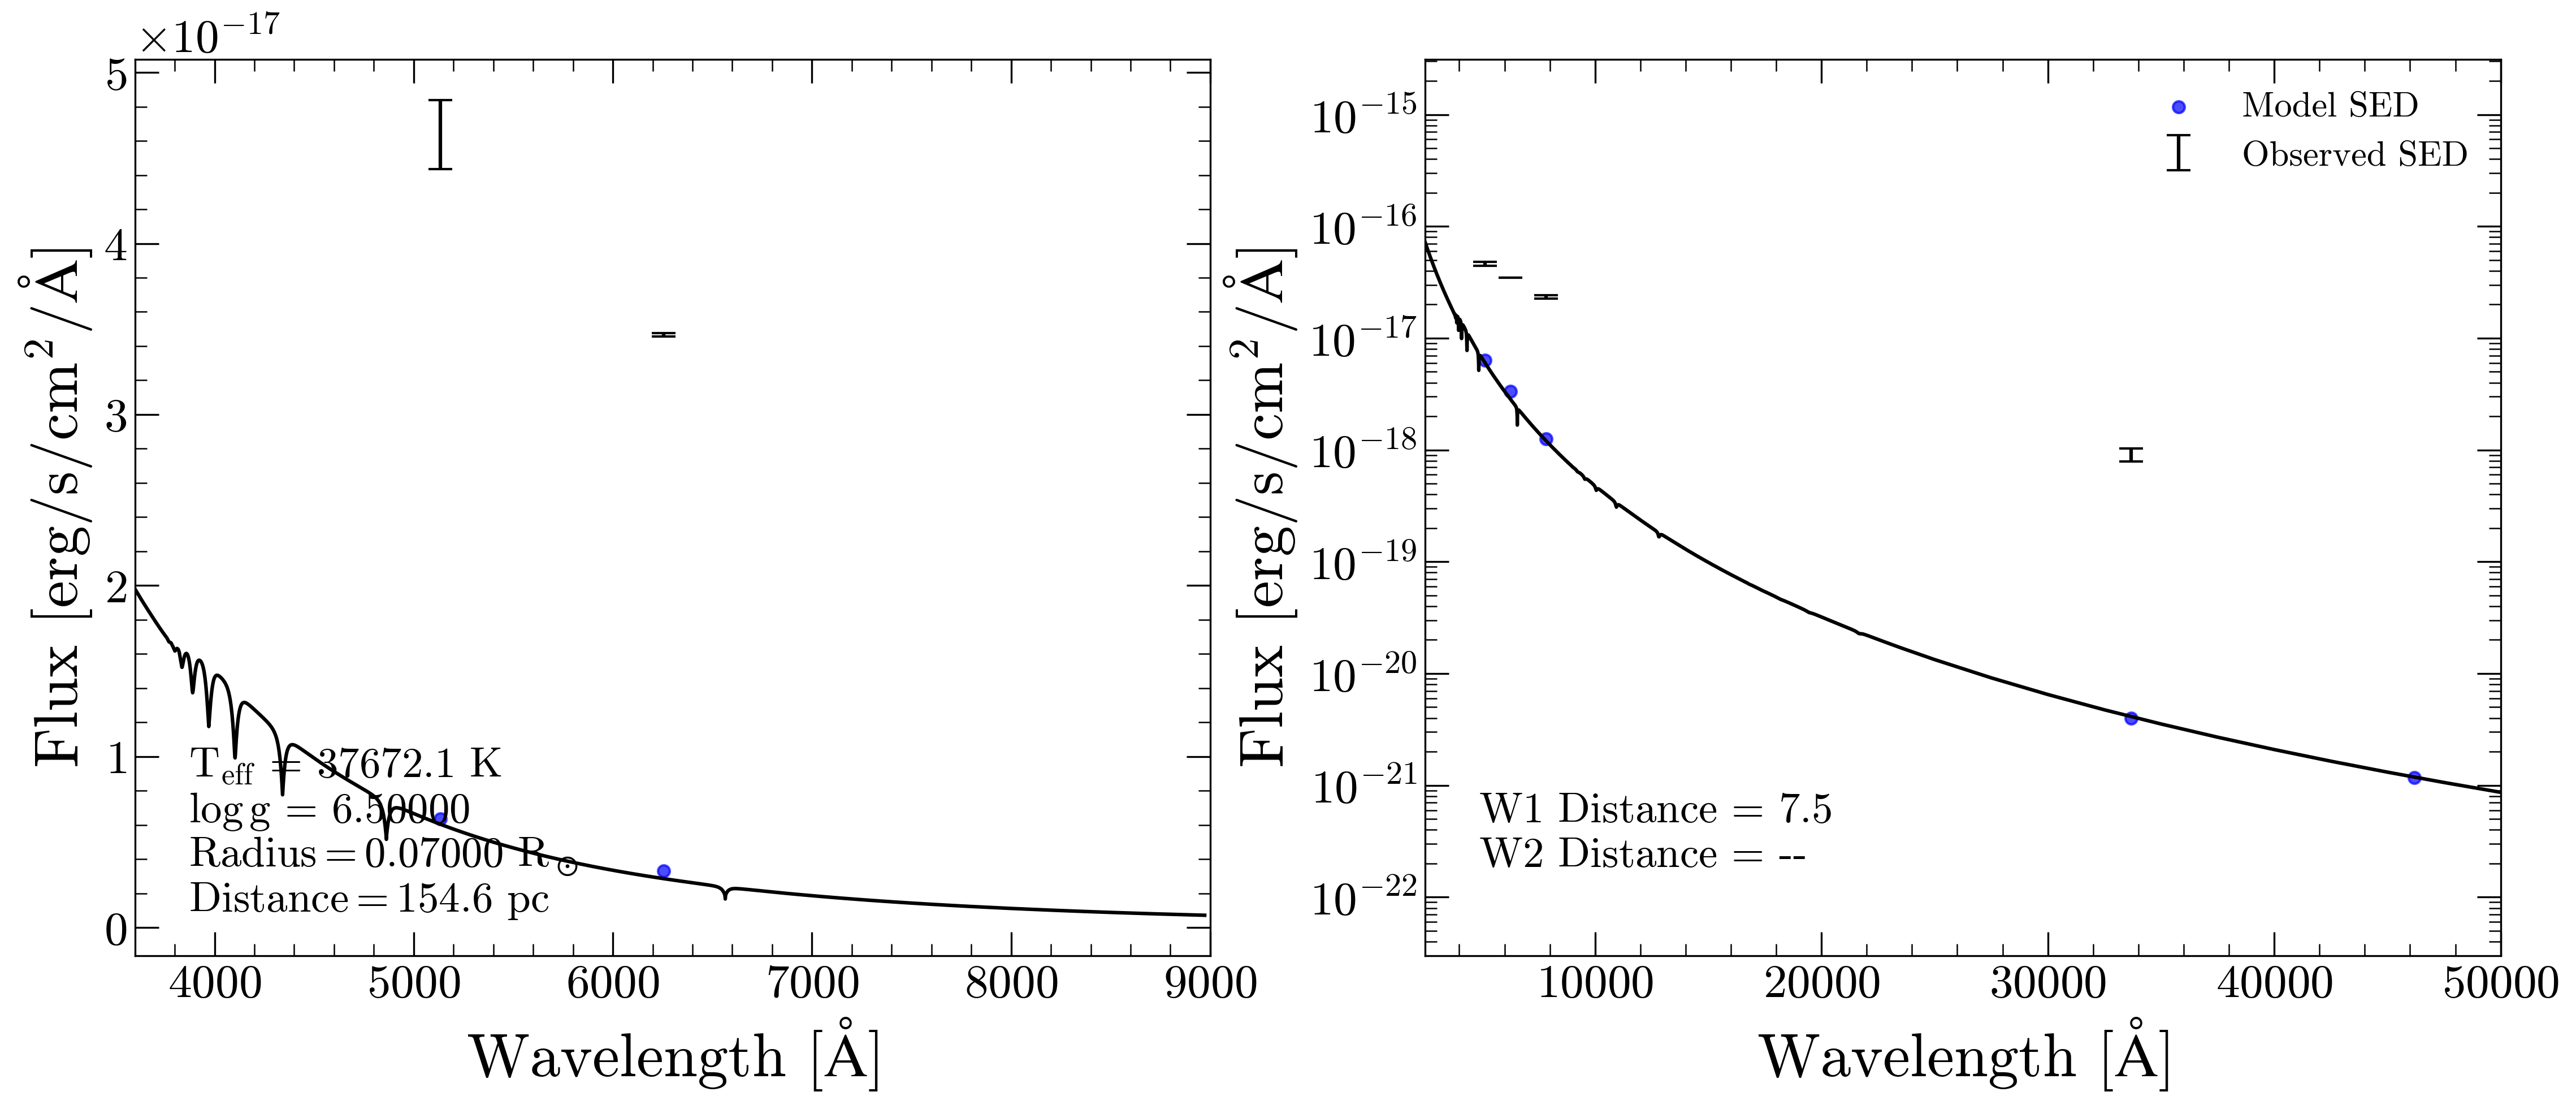 ×10⁻¹⁷
5
4
3
2
1
0
Flux [erg/s/cm²/Å]
T_eff = 37672.1 K
log g = 6.50000
Radius = 0.07000 R⊙
Distance = 154.6 pc
4000 5000 6000 7000 8000 9000
Wavelength [Å]
10⁻¹⁵
10⁻¹⁶
10⁻¹⁷
10⁻¹⁸
10⁻¹⁹
10⁻²⁰
10⁻²¹
10⁻²²
Flux [erg/s/cm²/Å]
Model SED
Observed SED
W1 Distance = 7.5
W2 Distance = --
10000 20000 30000 40000 50000
Wavelength [Å]